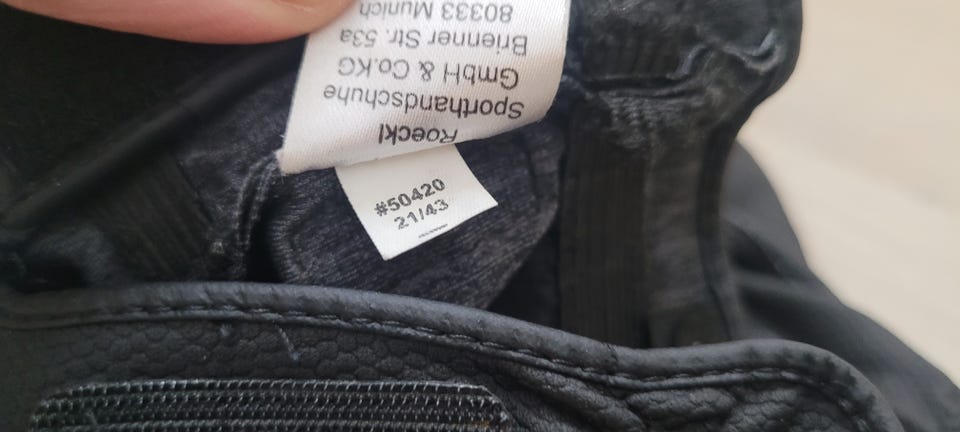 Roeckl
Sporthandschuhe
GmbH & Co.KG
Brienner Str. 53a
80333 Munich
#50420
21/43